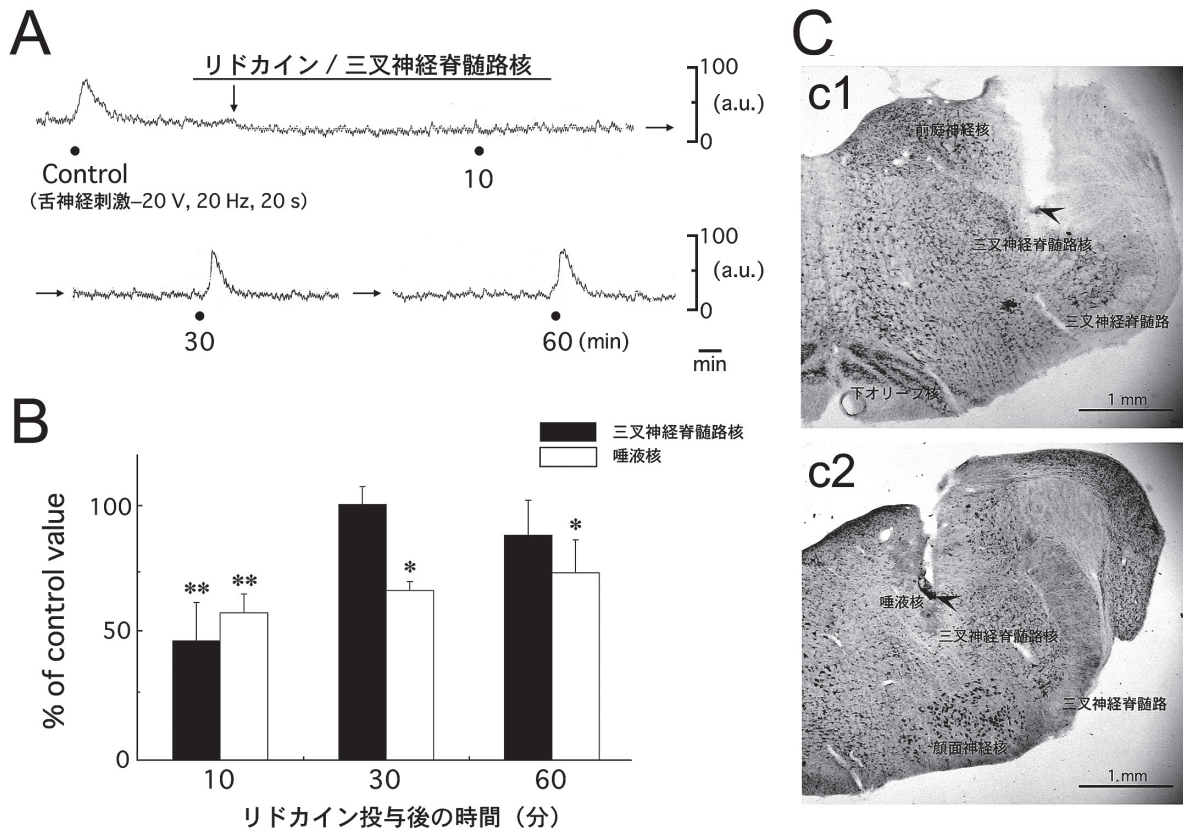 A
リドカイン / 三叉神経脊髄路核
100
(a.u.)
0
Control
10
(舌神経刺激–20 V, 20 Hz, 20 s)
100
(a.u.)
0
30
60 (min)
min
B
三叉神経脊髄路核
唾液核
% of control value
100
50
0
** **
*
*
10
30
60
リドカイン投与後の時間（分）
C
c1
前庭神経核
三叉神経脊髄路核
三叉神経脊髄路
下オリーブ核
1 mm
c2
唾液核
三叉神経脊髄路核
三叉神経脊髄路
顔面神経核
1 mm